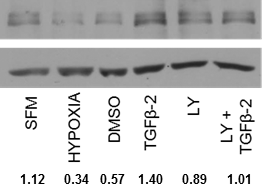 SFM
HYPOXIA
DMSO
TGFβ-2
LY
LY +
TGFβ-2
1.12 0.34 0.57 1.40 0.89 1.01